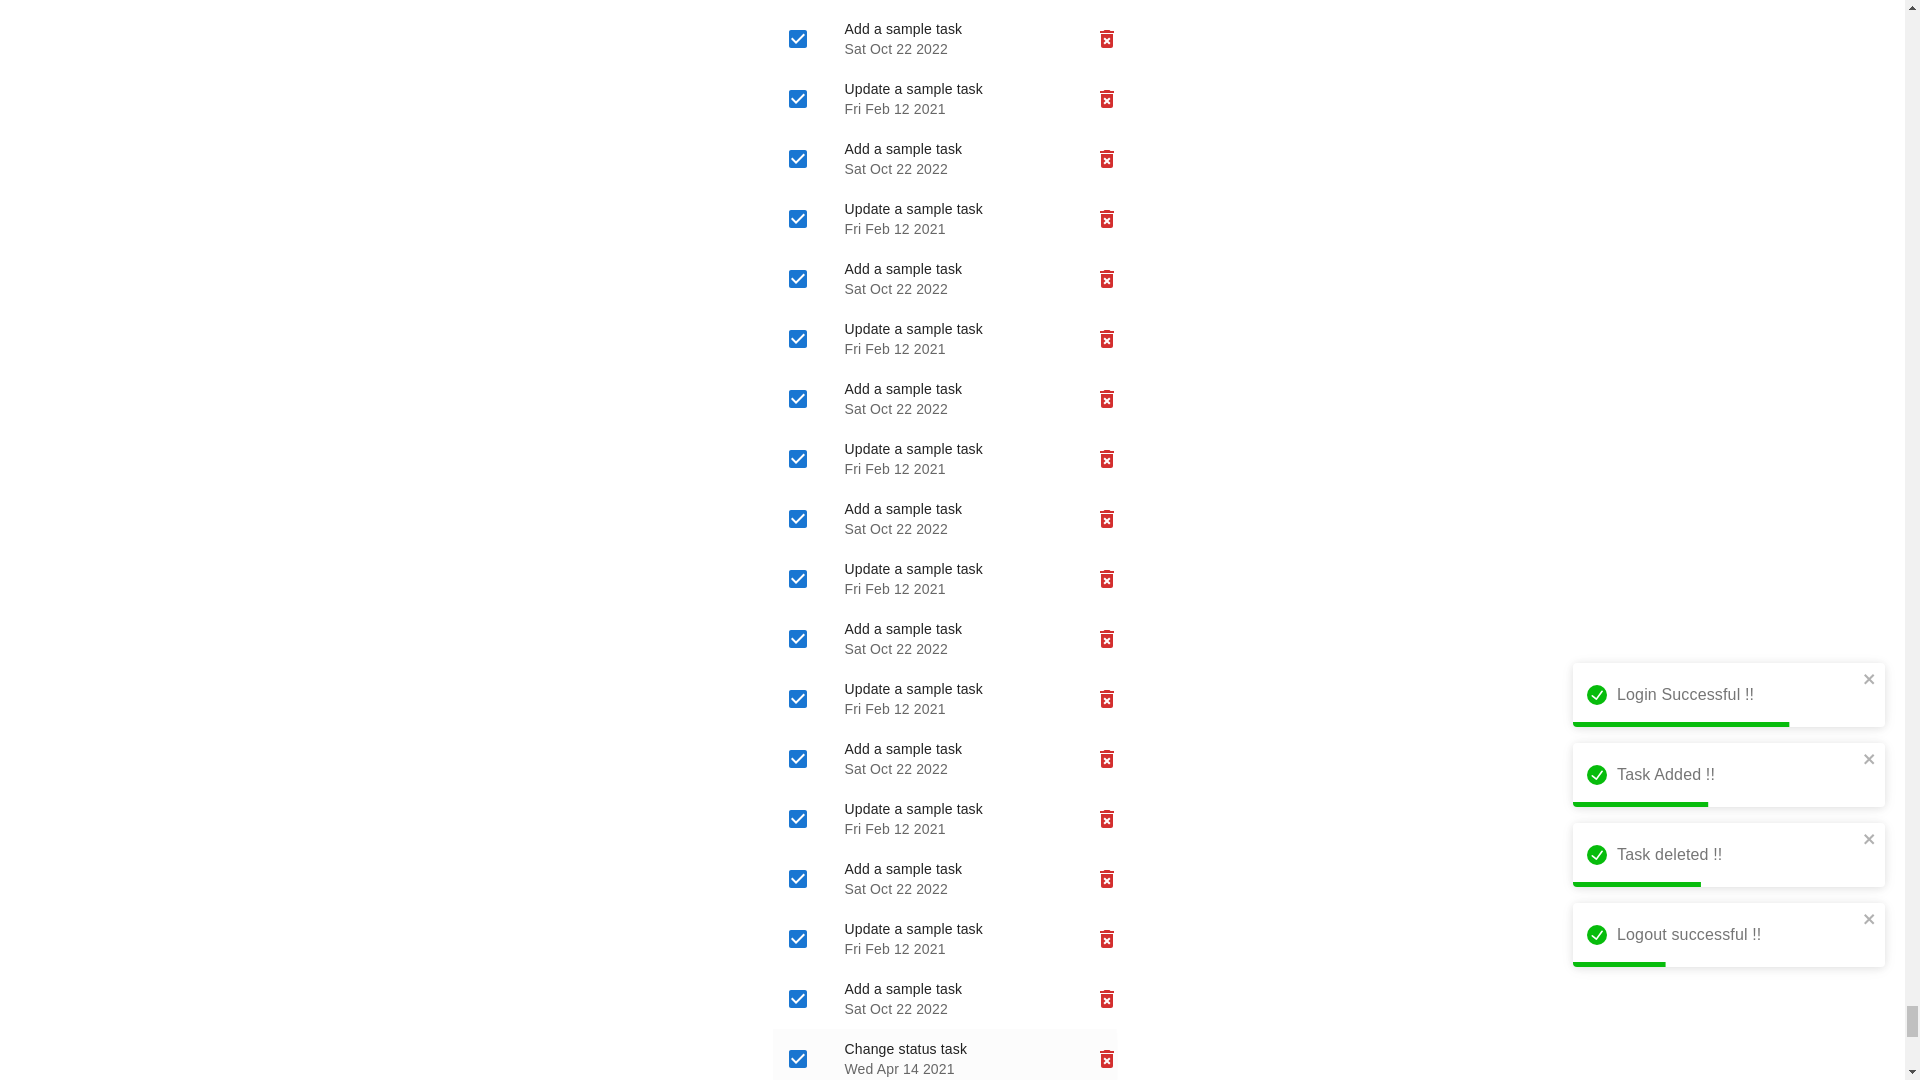 Add a sample task
Sat Oct 22 2022
Update a sample task
Fri Feb 12 2021
Add a sample task
Sat Oct 22 2022
Update a sample task
Fri Feb 12 2021
Add a sample task
Sat Oct 22 2022
Update a sample task
Fri Feb 12 2021
Add a sample task
Sat Oct 22 2022
Update a sample task
Fri Feb 12 2021
Add a sample task
Sat Oct 22 2022
Update a sample task
Fri Feb 12 2021
Add a sample task
Sat Oct 22 2022
Update a sample task
Fri Feb 12 2021
Add a sample task
Sat Oct 22 2022
Update a sample task
Fri Feb 12 2021
Add a sample task
Sat Oct 22 2022
Update a sample task
Fri Feb 12 2021
Add a sample task
Sat Oct 22 2022
Change status task
Wed Apr 14 2021
Login Successful !!
Task Added !!
Task deleted !!
Logout successful !!